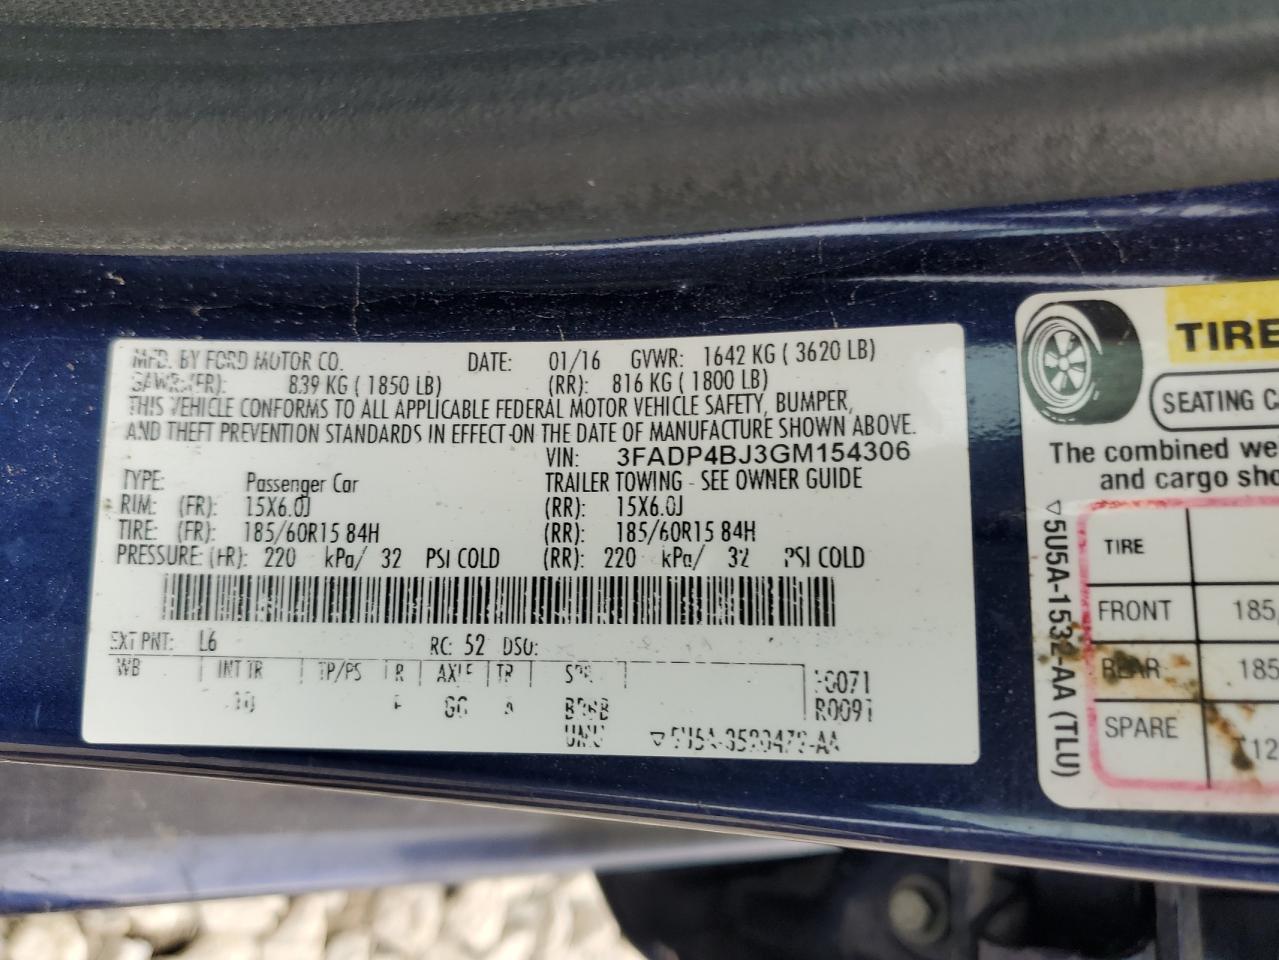 MFD. BY FORD MOTOR CO. DATE: 01/16 GVWR: 1642 KG ( 3620 LB)
GAWR:(FR): 839 KG ( 1850 LB) (RR): 816 KG ( 1800 LB)
THIS VEHICLE CONFORMS TO ALL APPLICABLE FEDERAL MOTOR VEHICLE SAFETY, BUMPER,
AND THEFT PREVENTION STANDARDS IN EFFECT ON THE DATE OF MANUFACTURE SHOWN ABOVE.
VIN: 3FADP4BJ3GM154306
TYPE: Passenger Car TRAILER TOWING - SEE OWNER GUIDE
RIM: (FR): 15X6.0J (RR): 15X6.0J
TIRE: (FR): 185/60R15 84H (RR): 185/60R15 84H
PRESSURE: (FR): 220 kPa/ 32 PSI COLD (RR): 220 kPa/ 32 PSI COLD
EXT PNT: L6 RC: 52 DSO:
WB INT TR TP/PS R AXLE TR
GG A
R0091
TIRE
SEATING
The combined
and cargo
▽5U5A-1532-AA (TLU)
TIRE
FRONT 185
REAR 185
SPARE